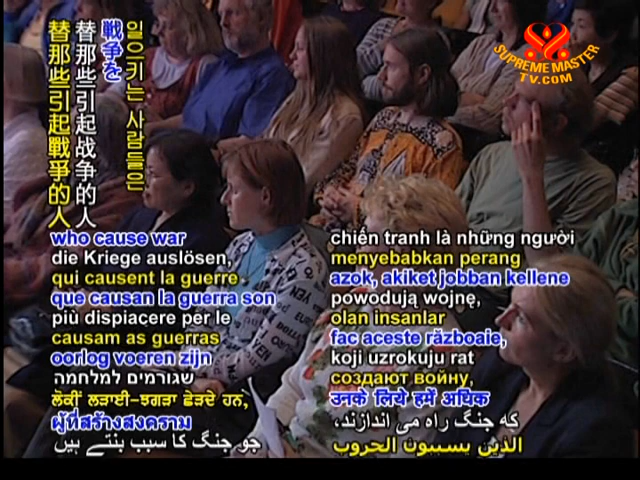 SUPREME MASTER
TV.COM
替那些引起戰爭的人
替那些引起战争的人
戦争を
일으키는 사람들은
who cause war
die Kriege auslösen,
qui causent la guerre
que causan la guerra son
più dispiacere per le
causam as guerras
oorlog voeren zijn
שגורמים למלחמה
ਲੋਕੀਂ ਲੜਾਈ-ਝਗੜਾ ਛੇੜਦੇ ਹਨ,
ผู้ที่สร้างสงคราม
جو جنگ کا سبب بنتے ہیں
chiến tranh là những người
menyebabkan perang
azok, akiket jobban kellene
powodują wojnę,
olan insanlar
fac aceste războaie,
koji uzrokuju rat
создают войну,
उनके लिये हमें अधिक
که جنگ راه می اندازند،
الذين يسببون الحروب